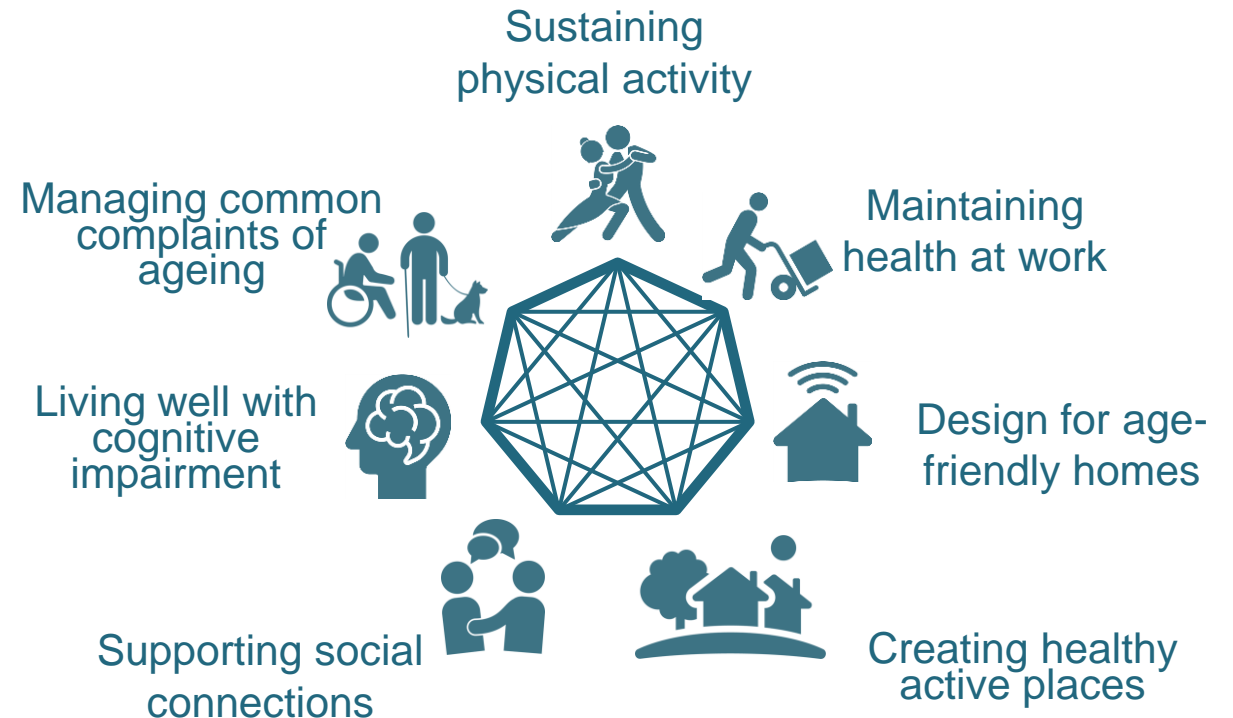 Sustaining
physical activity
Maintaining
health at work
Design for age-
friendly homes
Creating healthy
active places
Supporting social
connections
Living well with
cognitive
impairment
Managing common
complaints of
ageing